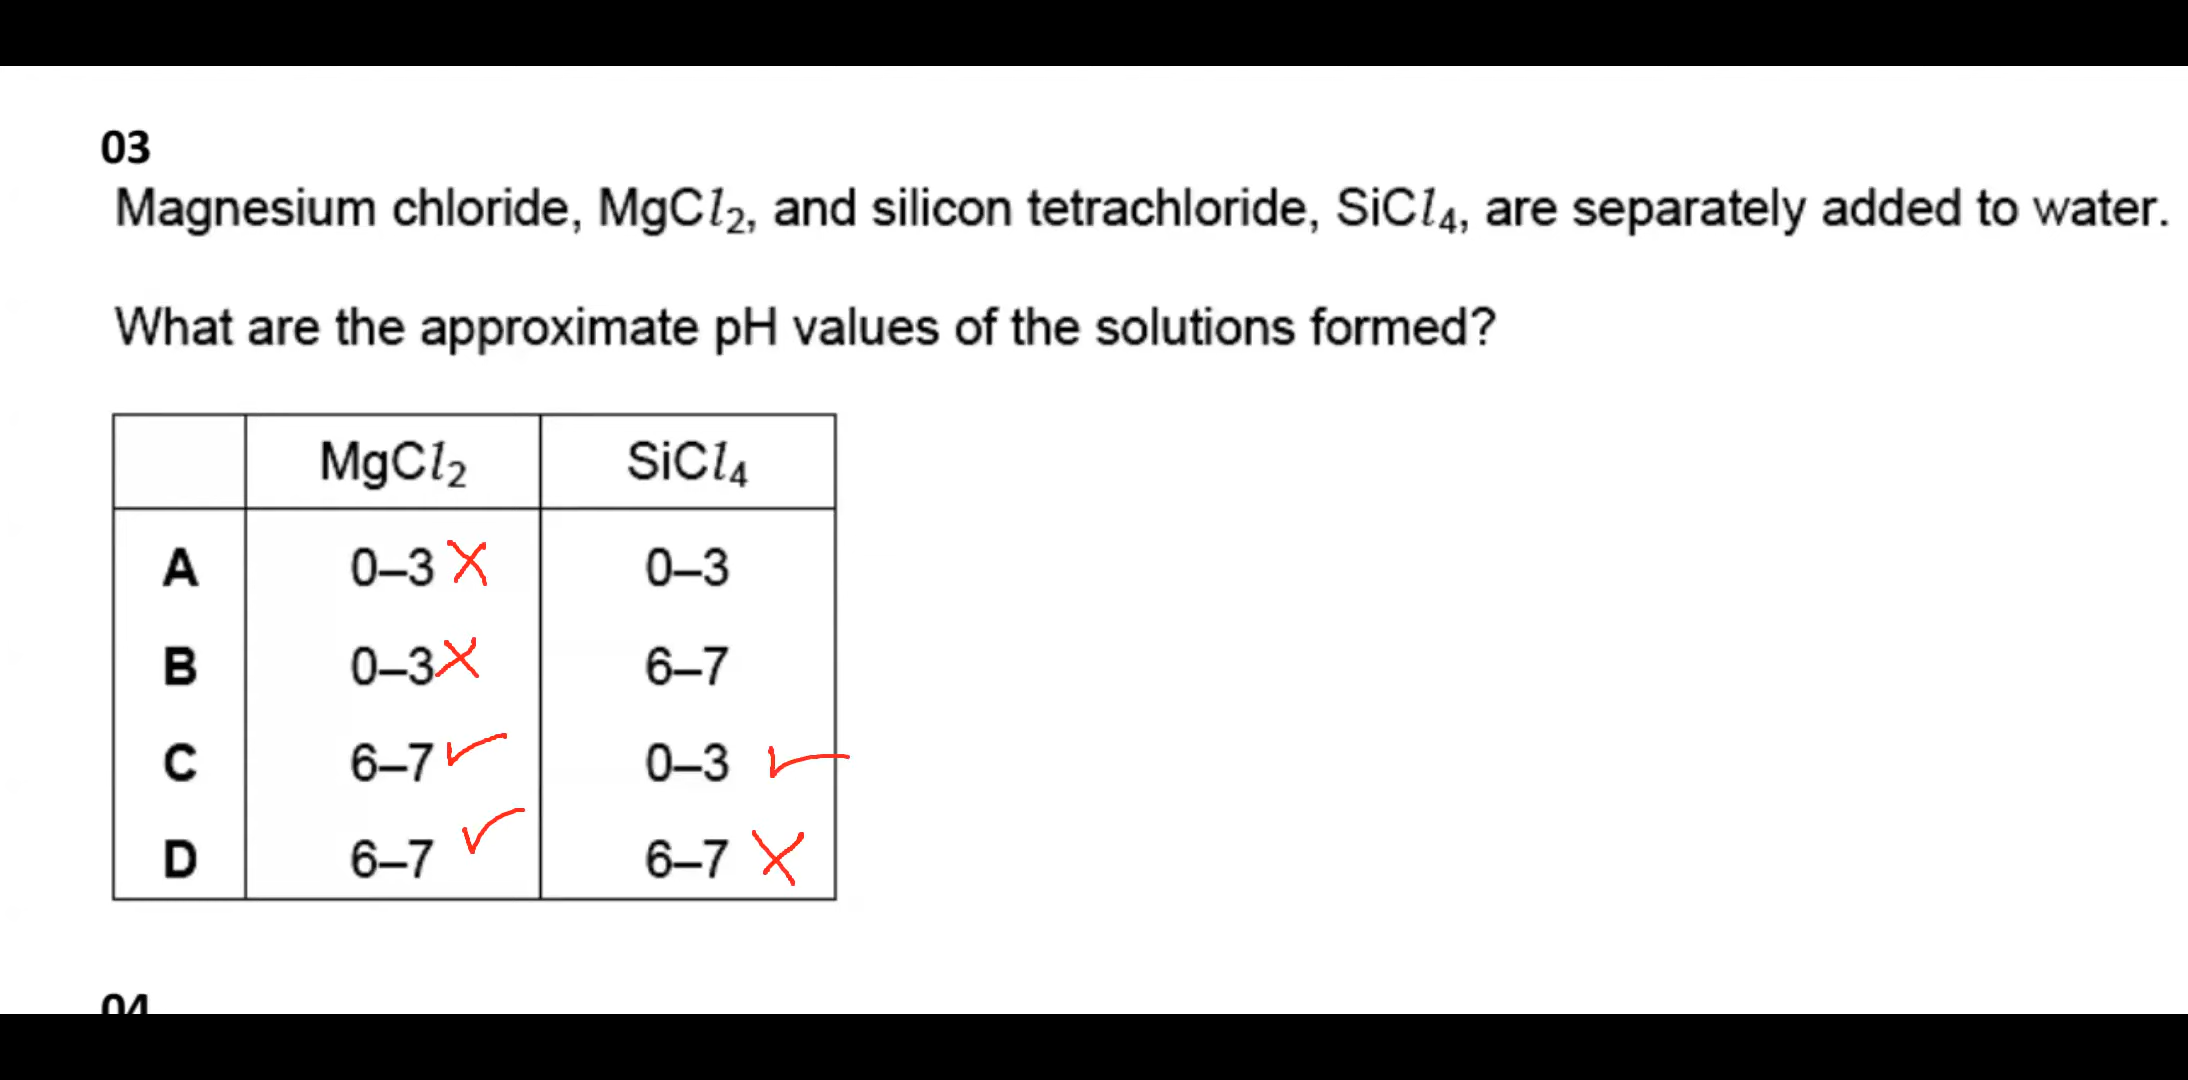 03
Magnesium chloride, MgCl₂, and silicon tetrachloride, SiCl₄, are separately added to water.
What are the approximate pH values of the solutions formed?
MgCl₂ SiCl₄
A 0–3 0–3
B 0–3 6–7
C 6–7 0–3
D 6–7 6–7
04